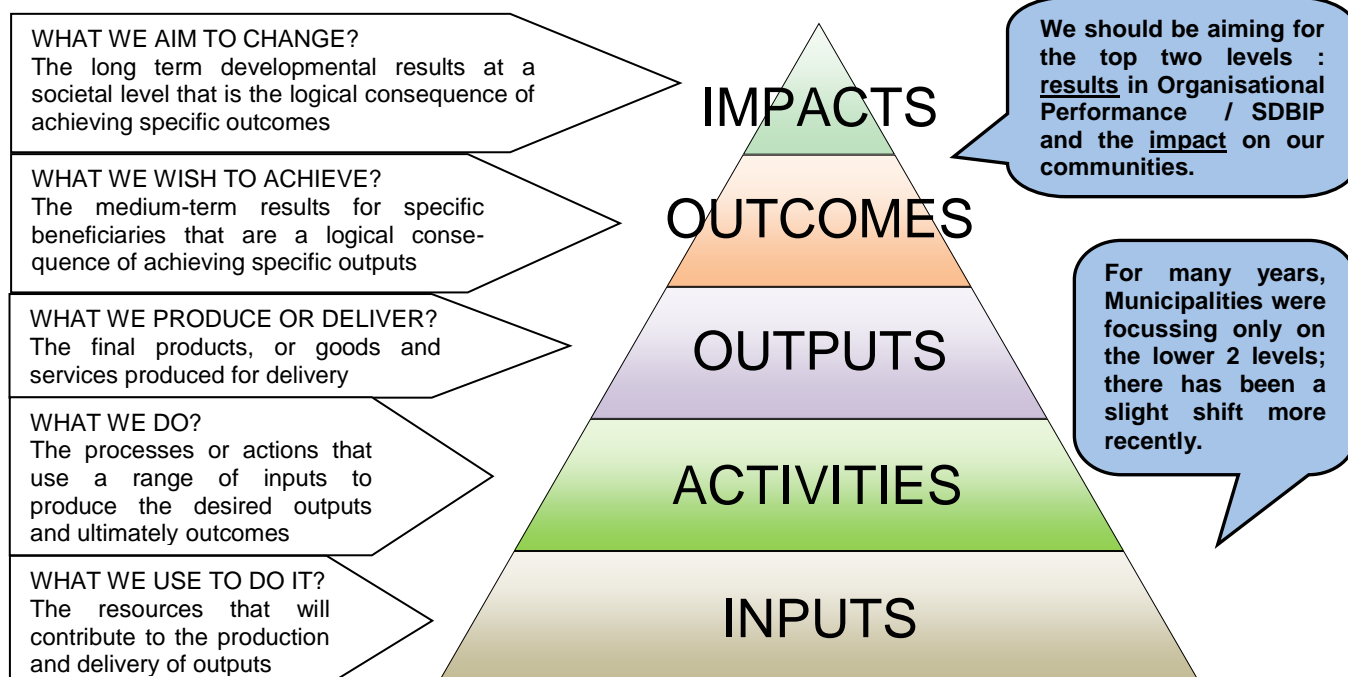 WHAT WE AIM TO CHANGE?
The long term developmental results at a
societal level that is the logical consequence of
achieving specific outcomes
IMPACTS
We should be aiming for
the top two levels :
results in Organisational
Performance / SDBIP
and the impact on our
communities.
WHAT WE WISH TO ACHIEVE?
The medium-term results for specific
beneficiaries that are a logical conse-
quence of achieving specific outputs
OUTCOMES
WHAT WE PRODUCE OR DELIVER?
The final products, or goods and
services produced for delivery
OUTPUTS
For many years,
Municipalities were
focussing only on
the lower 2 levels;
there has been a
slight shift more
recently.
WHAT WE DO?
The processes or actions that
use a range of inputs to
produce the desired outputs
and ultimately outcomes
ACTIVITIES
WHAT WE USE TO DO IT?
The resources that will
contribute to the production
and delivery of outputs
INPUTS